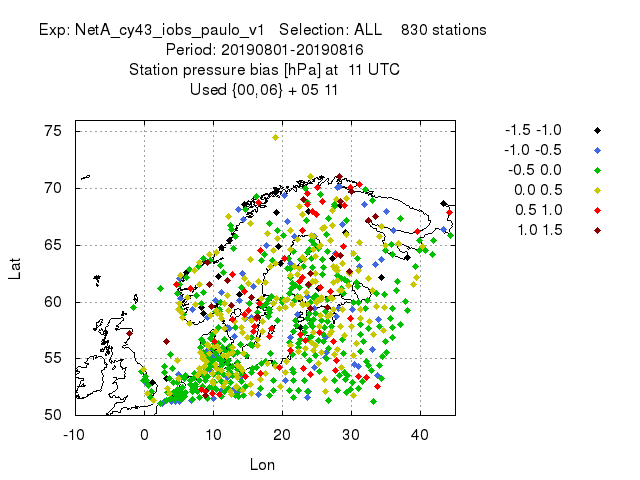 Exp: NetA_cy43_iobs_paulo_v1 Selection: ALL 830 stations
Period: 20190801-20190816
Station pressure bias [hPa] at 11 UTC
Used {00,06} + 05 11
-1.5 -1.0
-1.0 -0.5
-0.5 0.0
0.0 0.5
0.5 1.0
1.0 1.5
75
70
65
60
55
50
Lat
-10 0 10 20 30 40
Lon